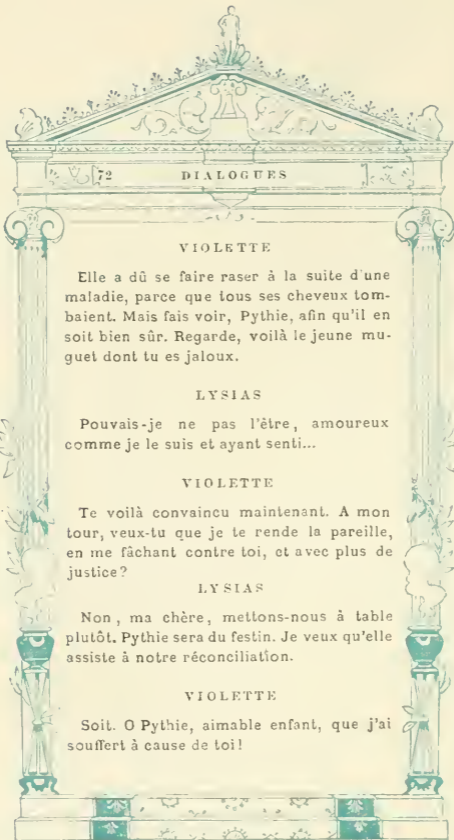 72 DIALOGUES
VIOLETTE
Elle a dû se faire raser à la suite d'une
maladie, parce que tous ses cheveux tom-
baient. Mais fais voir, Pythie, afin qu'il en
soit bien sûr. Regarde, voilà le jeune mu-
guet dont tu es jaloux.
LYSIAS
Pouvais-je ne pas l'être, amoureux
comme je le suis et ayant senti...
VIOLETTE
Te voilà convaincu maintenant. A mon
tour, veux-tu que je te rende la pareille,
en me fâchant contre toi, et avec plus de
justice?
LYSIAS
Non, ma chère, mettons-nous à table
plutôt. Pythie sera du festin. Je veux qu'elle
assiste à notre réconciliation.
VIOLETTE
Soit. O Pythie, aimable enfant, que j'ai
souffert à cause de toi!